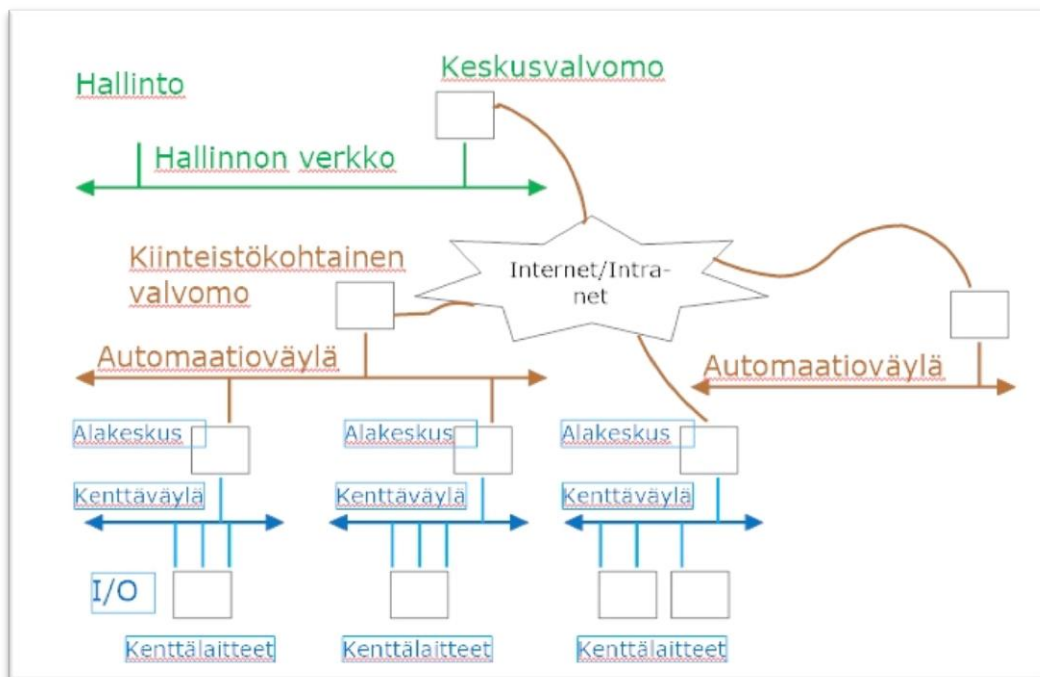 Keskusvalvomo
Hallinto
Hallinnon verkko
Kiinteistökohtainen
valvomo
Internet/Intra-
net
Automaatioväylä
Automaatioväylä
Alakeskus
Alakeskus
Alakeskus
Kenttäväylä
Kenttäväylä
Kenttäväylä
I/O
Kenttälaitteet
Kenttälaitteet
Kenttälaitteet